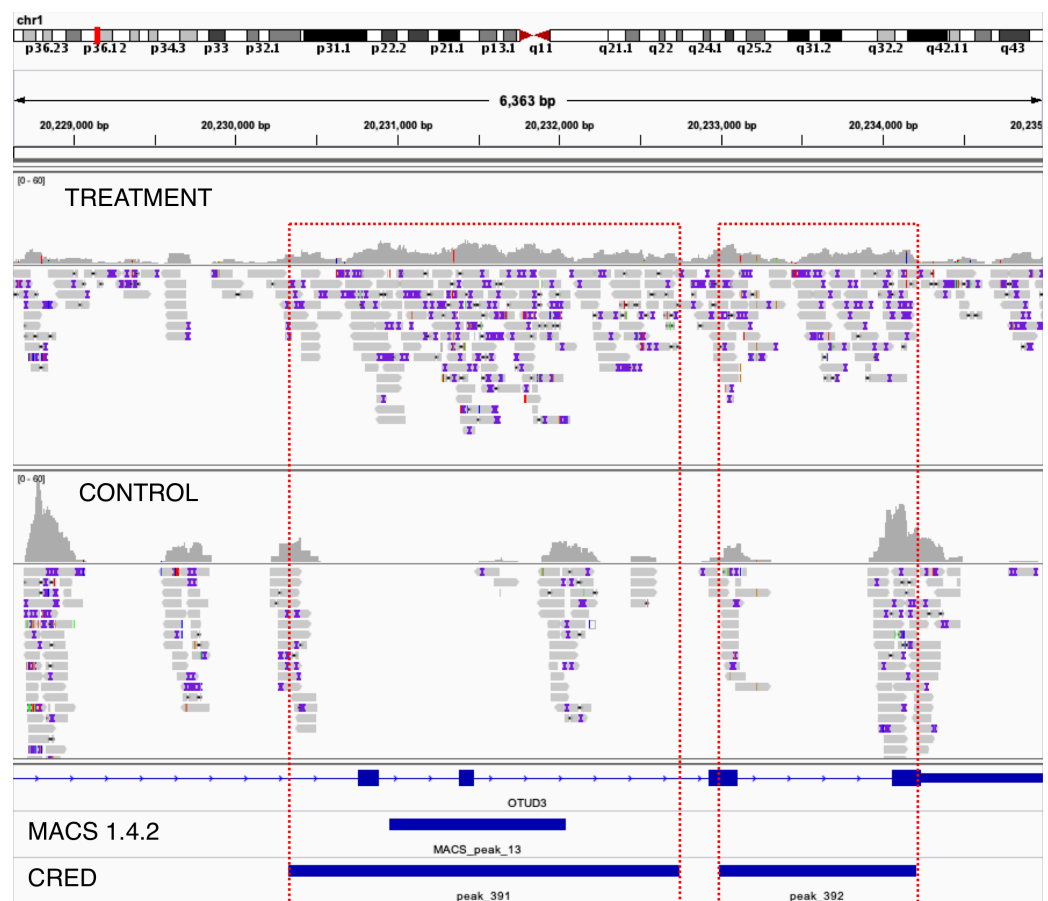 chr1
p36.23 p36.12 p34.3 p33 p32.1 p31.1 p22.2 p21.1 p13.1 q11 q21.1 q22 q24.1 q25.2 q31.2 q32.2 q42.11 q43
6,363 bp
20,229,000 bp 20,230,000 bp 20,231,000 bp 20,232,000 bp 20,233,000 bp 20,234,000 bp 20,235
[0 - 60]
TREATMENT
[0 - 60]
CONTROL
OTUD3
MACS 1.4.2
MACS_peak_13
CRED
peak_391 peak_392